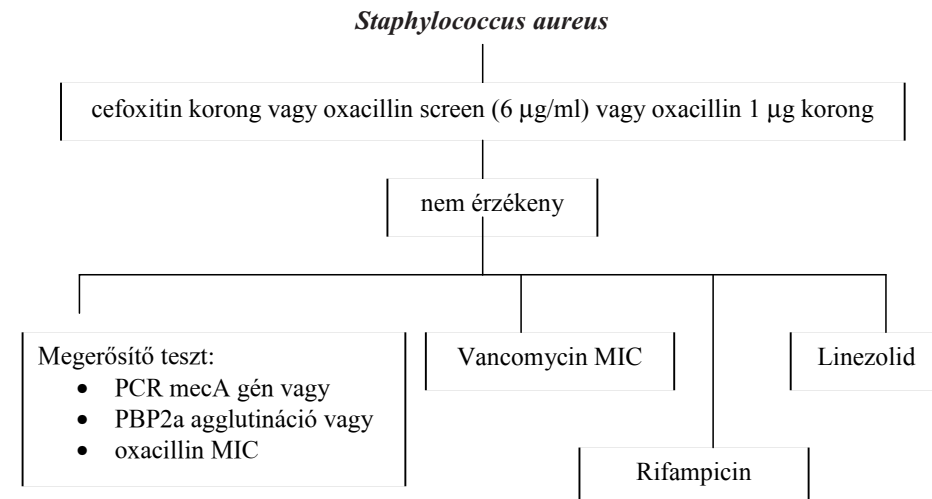 Staphylococcus aureus
cefoxitin korong vagy oxacillin screen (6 μg/ml) vagy oxacillin 1 μg korong
nem érzékeny
Megerősítő teszt:
• PCR mecA gén vagy
• PBP2a agglutináció vagy
• oxacillin MIC
Vancomycin MIC
Linezolid
Rifampicin